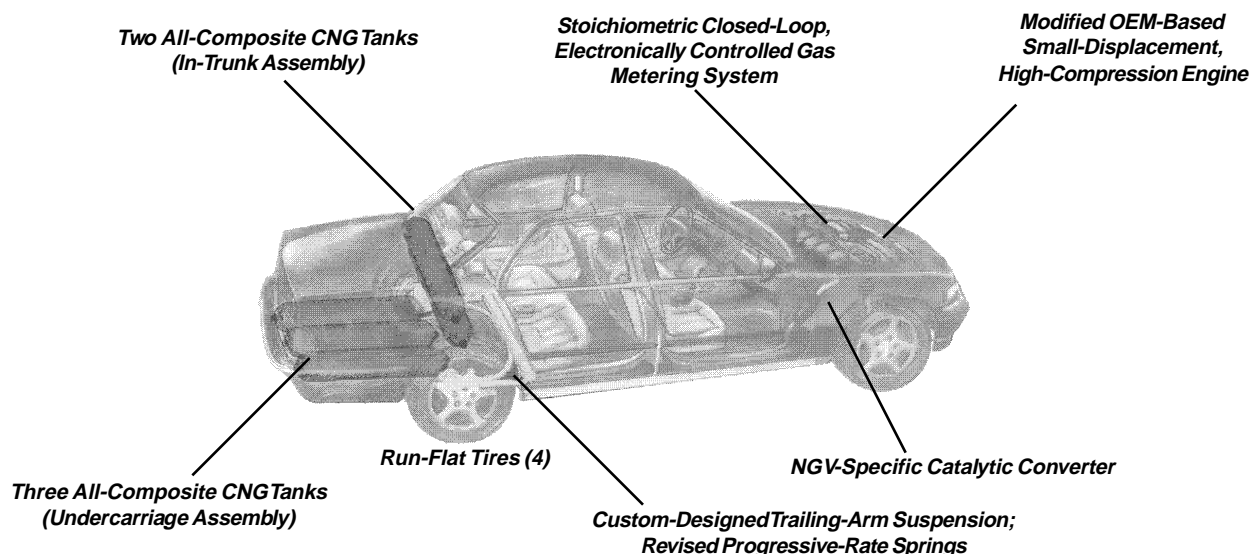 Two All-Composite CNG Tanks
(In-Trunk Assembly)
Stoichiometric Closed-Loop,
Electronically Controlled Gas
Metering System
Modified OEM-Based
Small-Displacement,
High-Compression Engine
Run-Flat Tires (4)
NGV-Specific Catalytic Converter
Three All-Composite CNG Tanks
(Undercarriage Assembly)
Custom-Designed Trailing-Arm Suspension;
Revised Progressive-Rate Springs